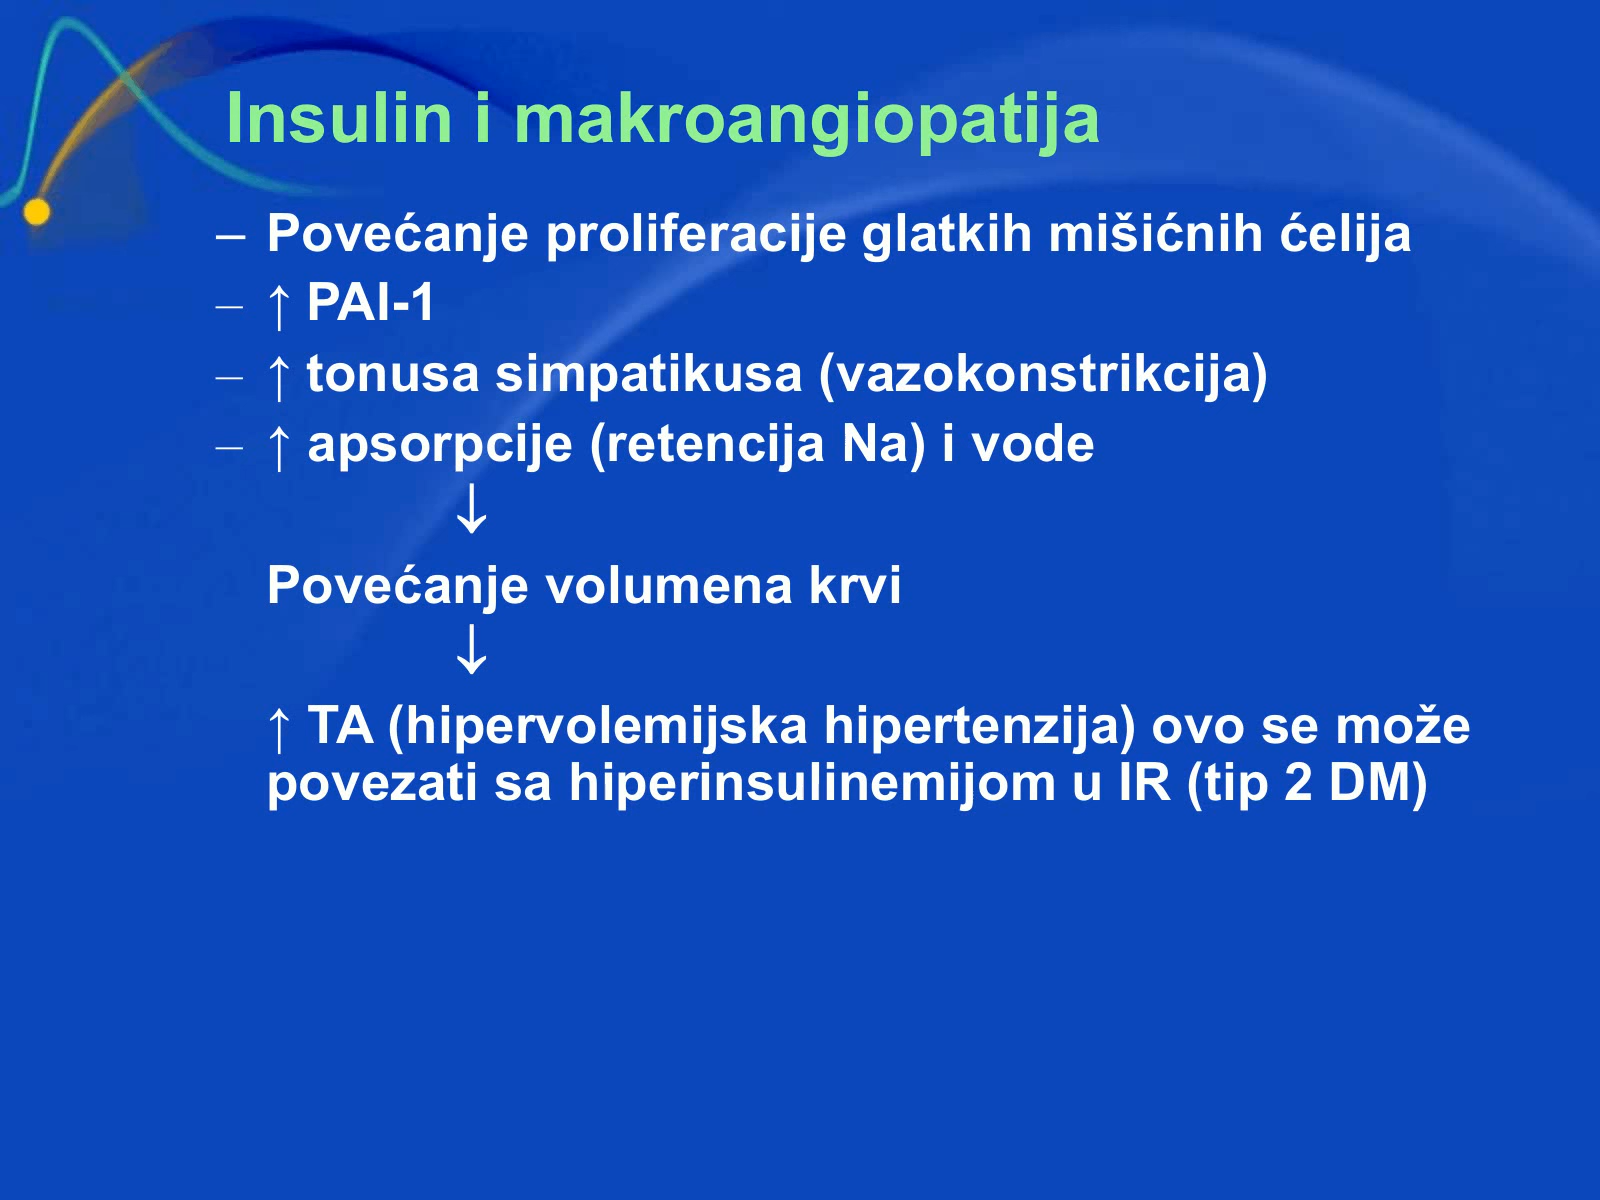 Insulin i makroangiopatija
– Povećanje proliferacije glatkih mišićnih ćelija
– ↑ PAI-1
– ↑ tonusa simpatikusa (vazokonstrikcija)
– ↑ apsorpcije (retencija Na) i vode
↓
Povećanje volumena krvi
↓
↑ TA (hipervolemijska hipertenzija) ovo se može
povezati sa hiperinsulinemijom u IR (tip 2 DM)